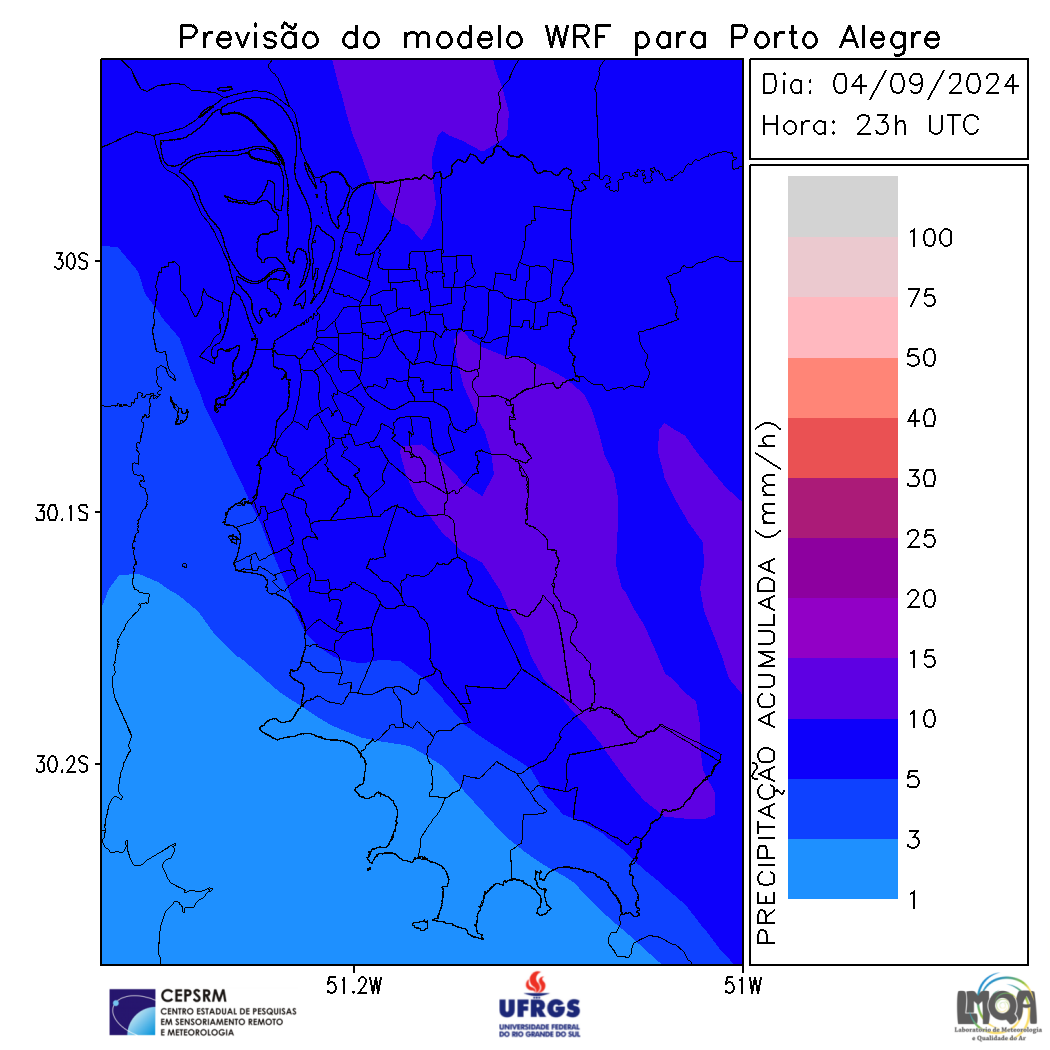 Previsão do modelo WRF para Porto Alegre
Dia: 04/09/2024
Hora: 23h UTC
100
75
50
40
30
25
20
15
10
5
3
1
PRECIPITAÇÃO ACUMULADA (mm/h)
30S
30.1S
30.2S
51.2W
51W
CEPSRM
CENTRO ESTADUAL DE PESQUISAS
EM SENSORIAMENTO REMOTO
E METEOROLOGIA
UFRGS
UNIVERSIDADE FEDERAL
DO RIO GRANDE DO SUL
LMQA
Laboratório de Meteorologia
e Qualidade do Ar